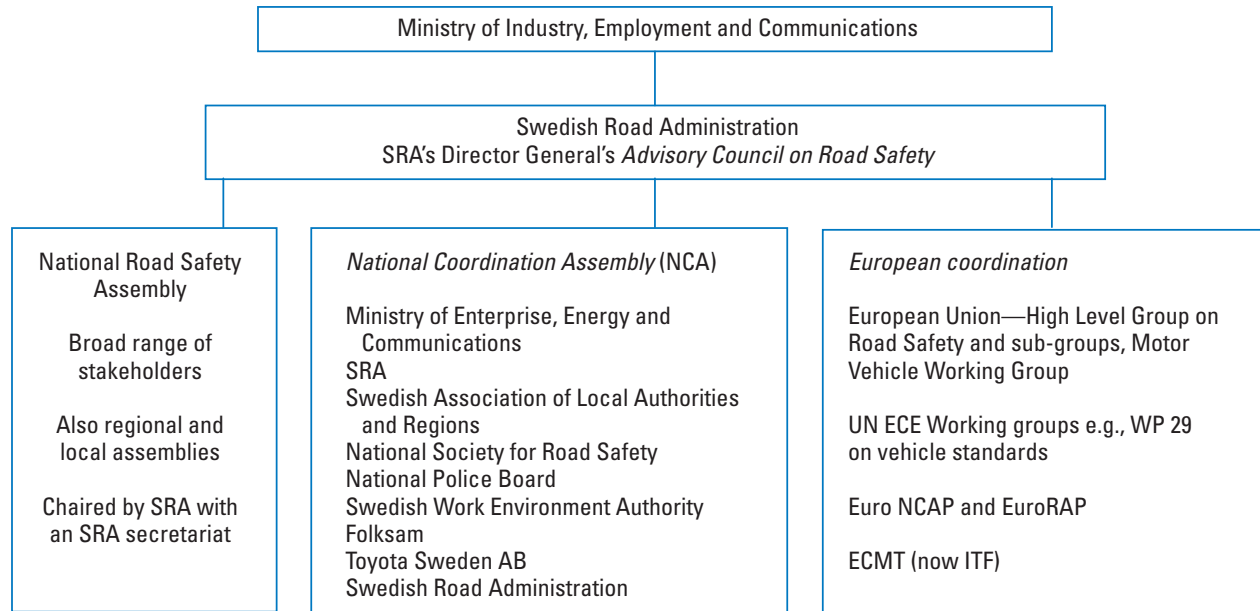 Ministry of Industry, Employment and Communications
Swedish Road Administration
SRA’s Director General’s Advisory Council on Road Safety
National Road Safety
Assembly
Broad range of
stakeholders
Also regional and
local assemblies
Chaired by SRA with
an SRA secretariat
National Coordination Assembly (NCA)
Ministry of Enterprise, Energy and
Communications
SRA
Swedish Association of Local Authorities
and Regions
National Society for Road Safety
National Police Board
Swedish Work Environment Authority
Folksam
Toyota Sweden AB
Swedish Road Administration
European coordination
European Union—High Level Group on
Road Safety and sub-groups, Motor
Vehicle Working Group
UN ECE Working groups e.g., WP 29
on vehicle standards
Euro NCAP and EuroRAP
ECMT (now ITF)